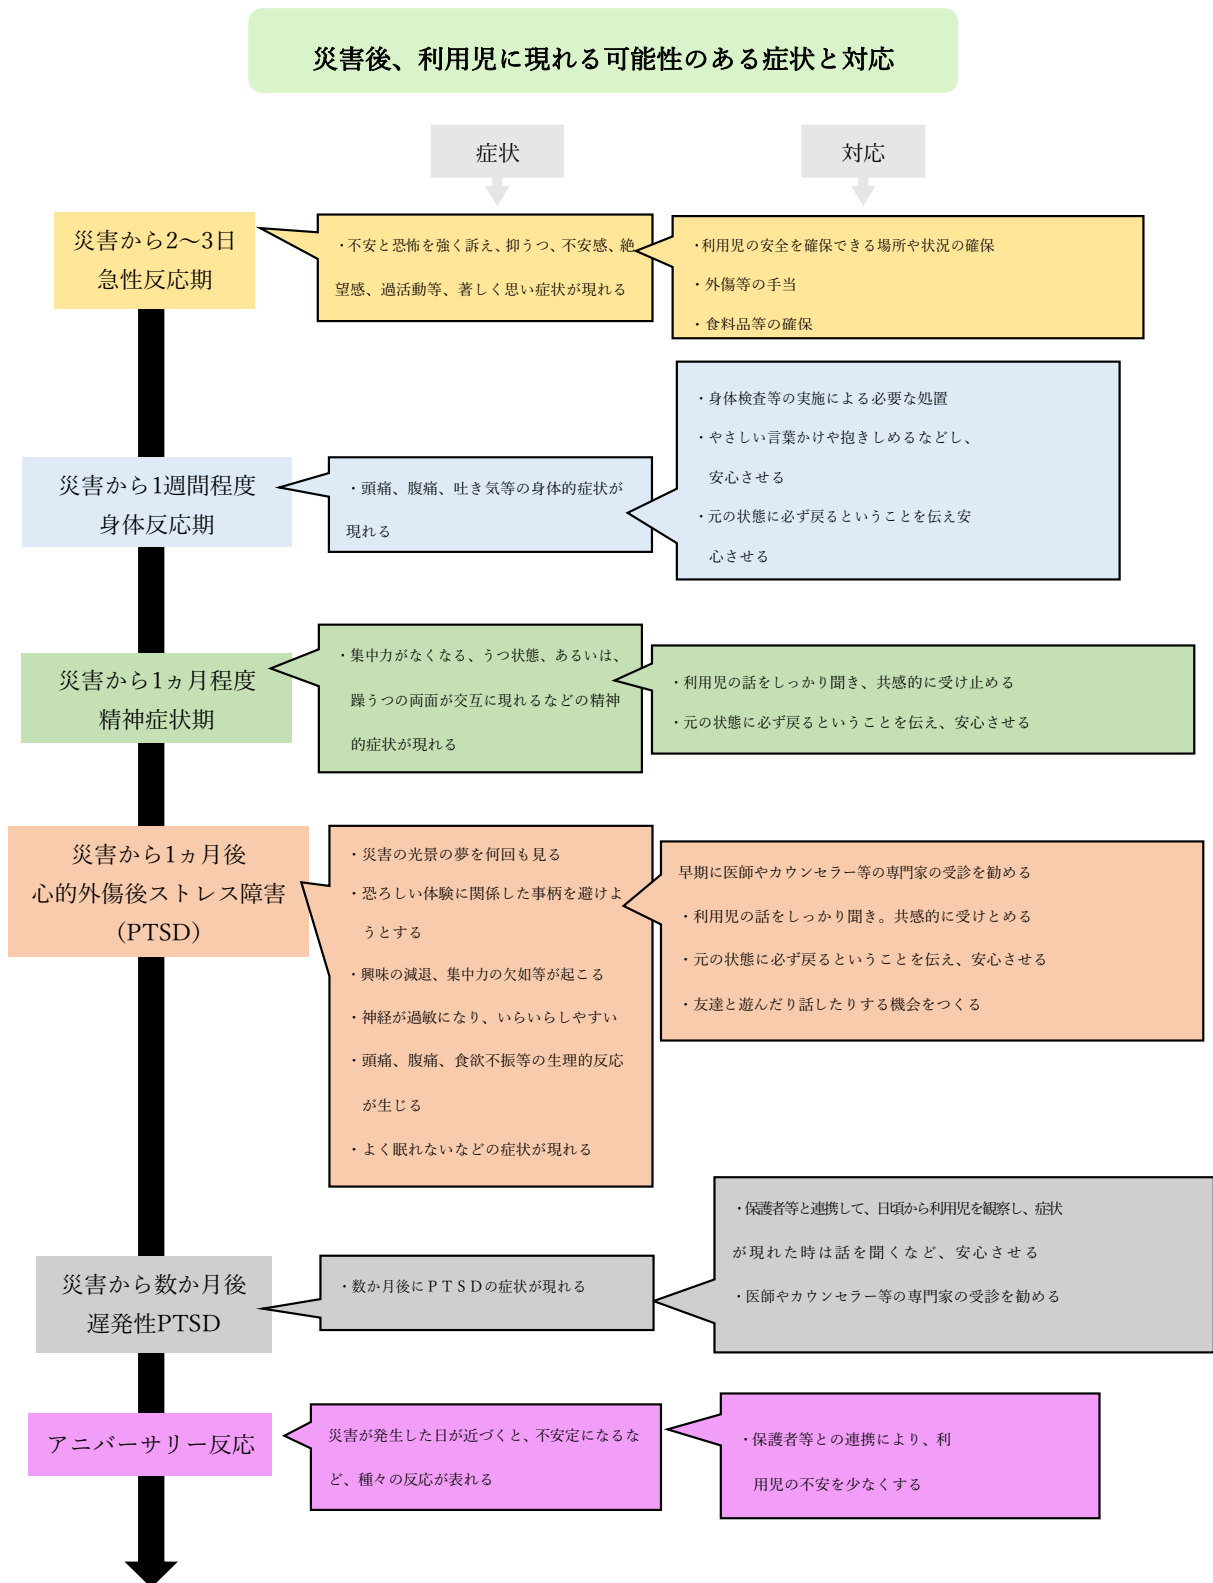 災害後、利用児に現れる可能性のある症状と対応
症状
対応
災害から2～3日
急性反応期
・不安と恐怖を強く訴え、抑うつ、不安感、絶
望感、過活動等、著しく思い症状が現れる
・利用児の安全を確保できる場所や状況の確保
・外傷等の手当
・食料品等の確保
災害から1週間程度
身体反応期
・頭痛、腹痛、吐き気等の身体的症状が
現れる
・身体検査等の実施による必要な処置
・やさしい言葉かけや抱きしめるなどし、
安心させる
・元の状態に必ず戻るということを伝え安
心させる
災害から1ヵ月程度
精神症状期
・集中力がなくなる、うつ状態、あるいは、
躁うつの両面が交互に現れるなどの精神
的症状が現れる
・利用児の話をしっかり聞き、共感的に受け止める
・元の状態に必ず戻るということを伝え、安心させる
災害から1ヵ月後
心的外傷後ストレス障害
（PTSD）
・災害の光景の夢を何回も見る
・恐ろしい体験に関係した事柄を避けよ
うとする
・興味の減退、集中力の欠如等が起こる
・神経が過敏になり、いらいらしやすい
・頭痛、腹痛、食欲不振等の生理的反応
が生じる
・よく眠れないなどの症状が現れる
早期に医師やカウンセラー等の専門家の受診を勧める
・利用児の話をしっかり聞き。共感的に受けとめる
・元の状態に必ず戻るということを伝え、安心させる
・友達と遊んだり話したりする機会をつくる
災害から数か月後
遅発性PTSD
・数か月後にＰＴＳＤの症状が現れる
・保護者等と連携して、日頃から利用児を観察し、症状
が現れた時は話を聞くなど、安心させる
・医師やカウンセラー等の専門家の受診を勧める
アニバーサリー反応
災害が発生した日が近づくと、不安定になるな
ど、種々の反応が表れる
・保護者等との連携により、利
用児の不安を少なくする